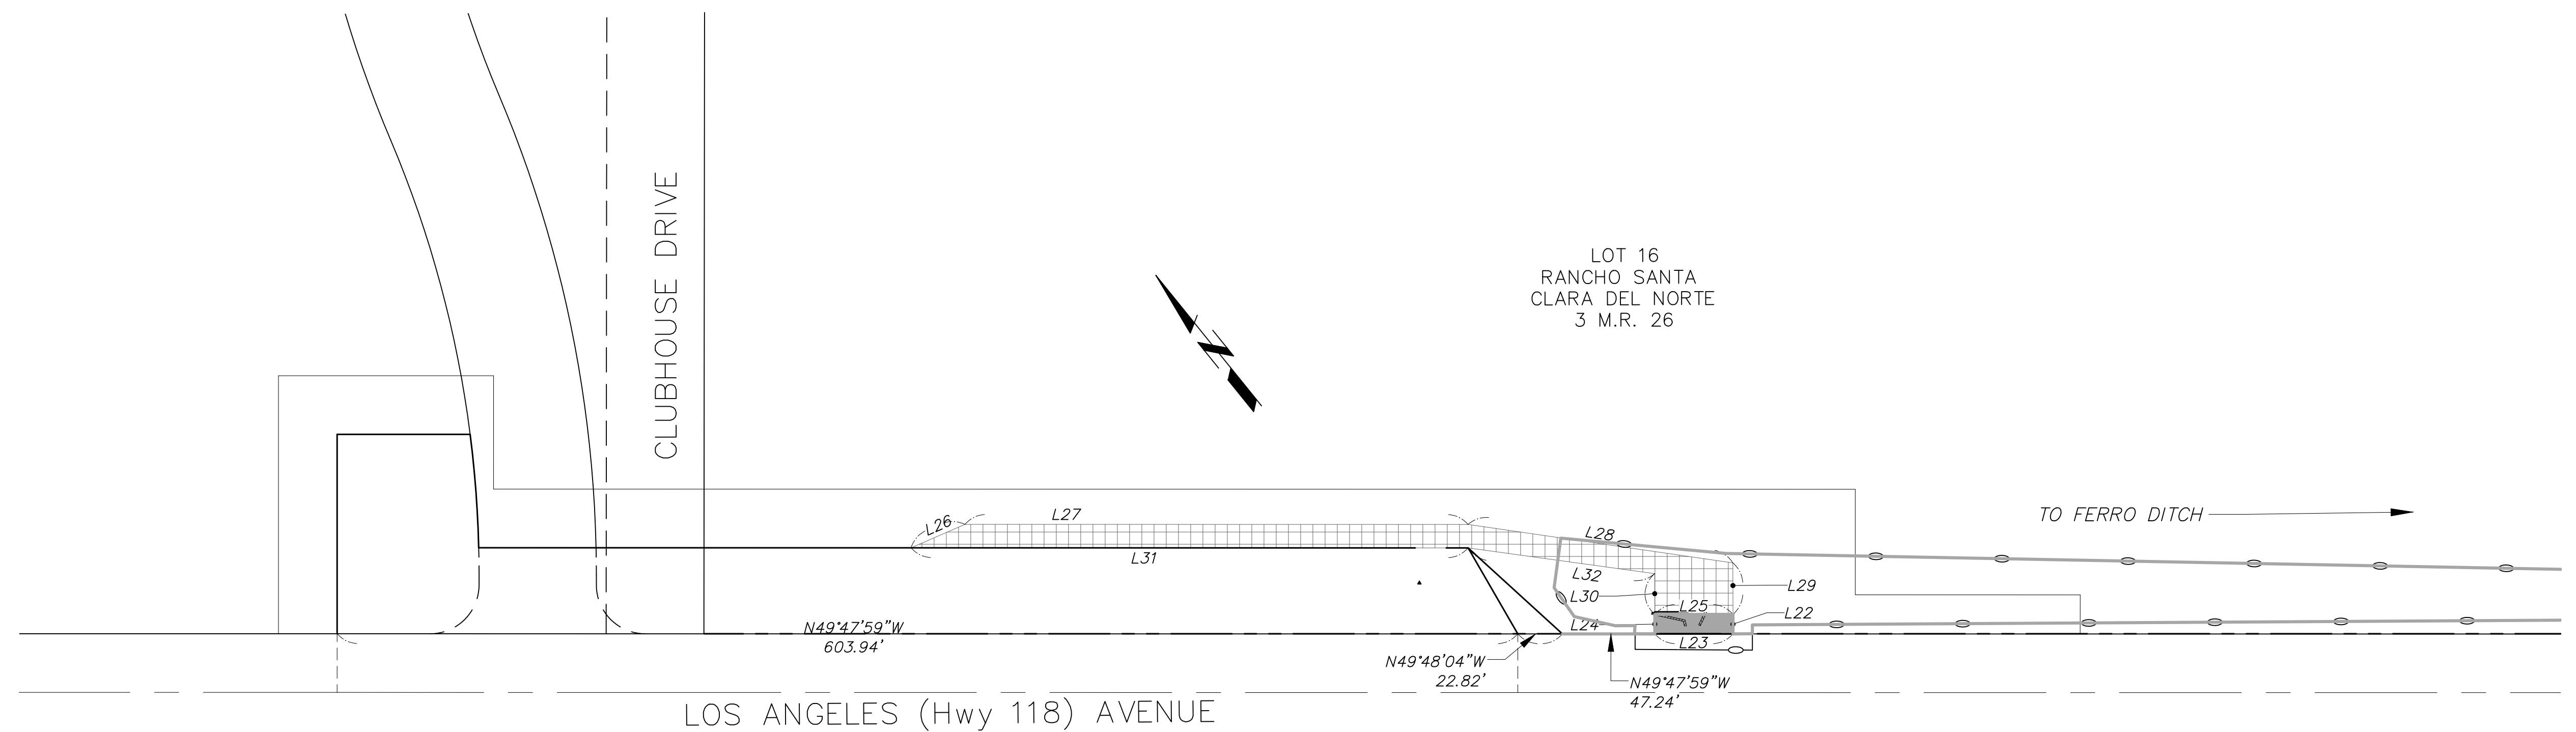 CLUBHOUSE DRIVE
LOT 16
RANCHO SANTA
CLARA DEL NORTE
3 M.R. 26
TO FERRO DITCH
L26
L27
L28
L31
L32
L29
L30
L25
L22
L24
L23
N49°47'59"W
603.94'
N49°48'04"W
22.82'
N49°47'59"W
47.24'
LOS ANGELES (Hwy 118) AVENUE